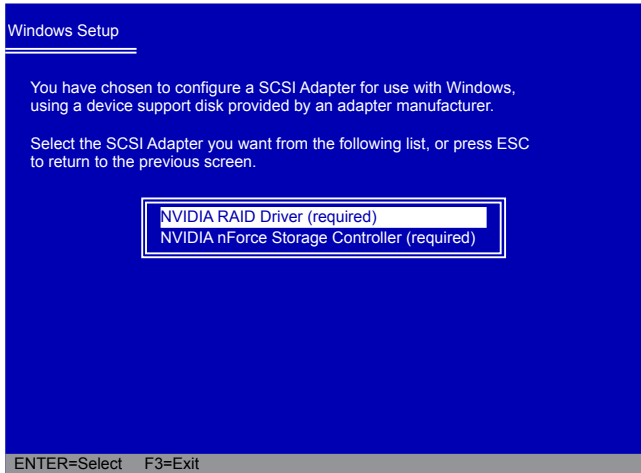 Windows Setup
You have chosen to configure a SCSI Adapter for use with Windows,
using a device support disk provided by an adapter manufacturer.
Select the SCSI Adapter you want from the following list, or press ESC
to return to the previous screen.
NVIDIA RAID Driver (required)
NVIDIA nForce Storage Controller (required)
ENTER=Select F3=Exit